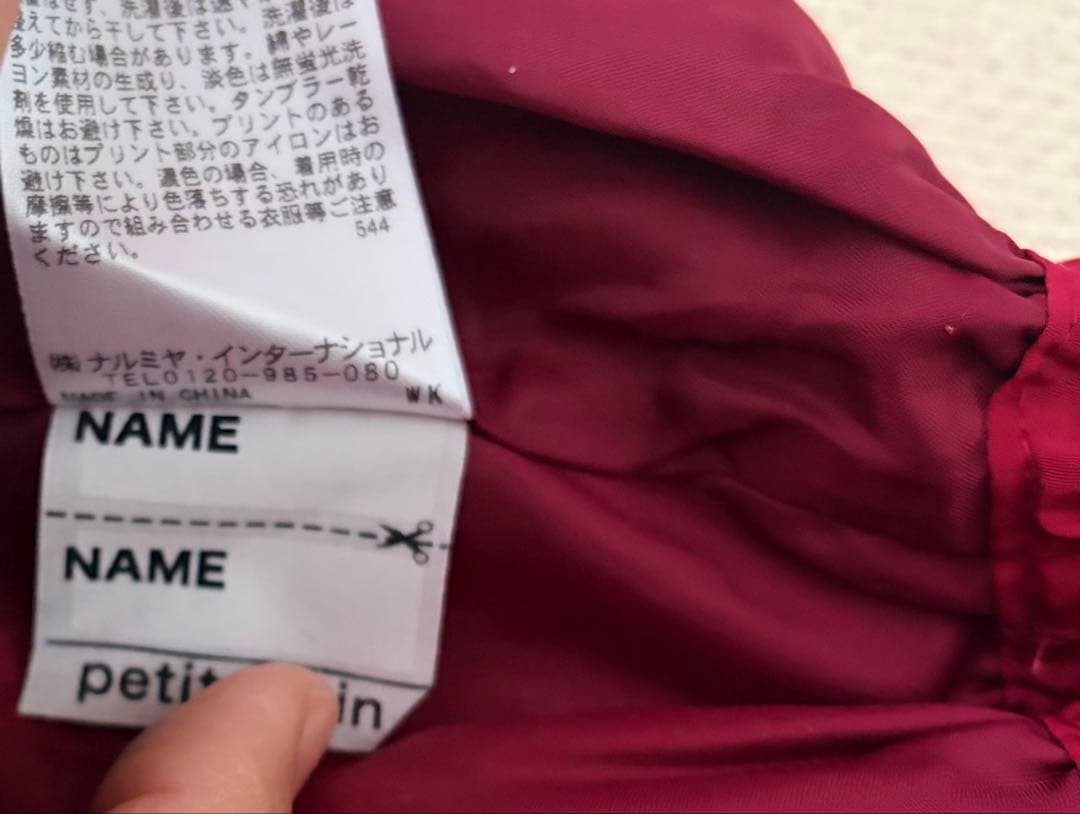 せず、洗濯後は速や
えてから干して下さい。洗濯後は
多少縮む場合があります。綿やレー
ヨン素材の生成り、淡色は無蛍光洗
剤を使用して下さい。タンブラー乾
燥はお避け下さい。プリントのある
ものはプリント部分のアイロンはお
避け下さい。濃色の場合、着用時の
摩擦等により色落ちする恐れがあり
ますので組み合わせる衣服等ご注意
ください。 544
㈱ナルミヤ・インターナショナル
TEL0120-985-080
MADE IN CHINA WK
NAME
NAME
petit in